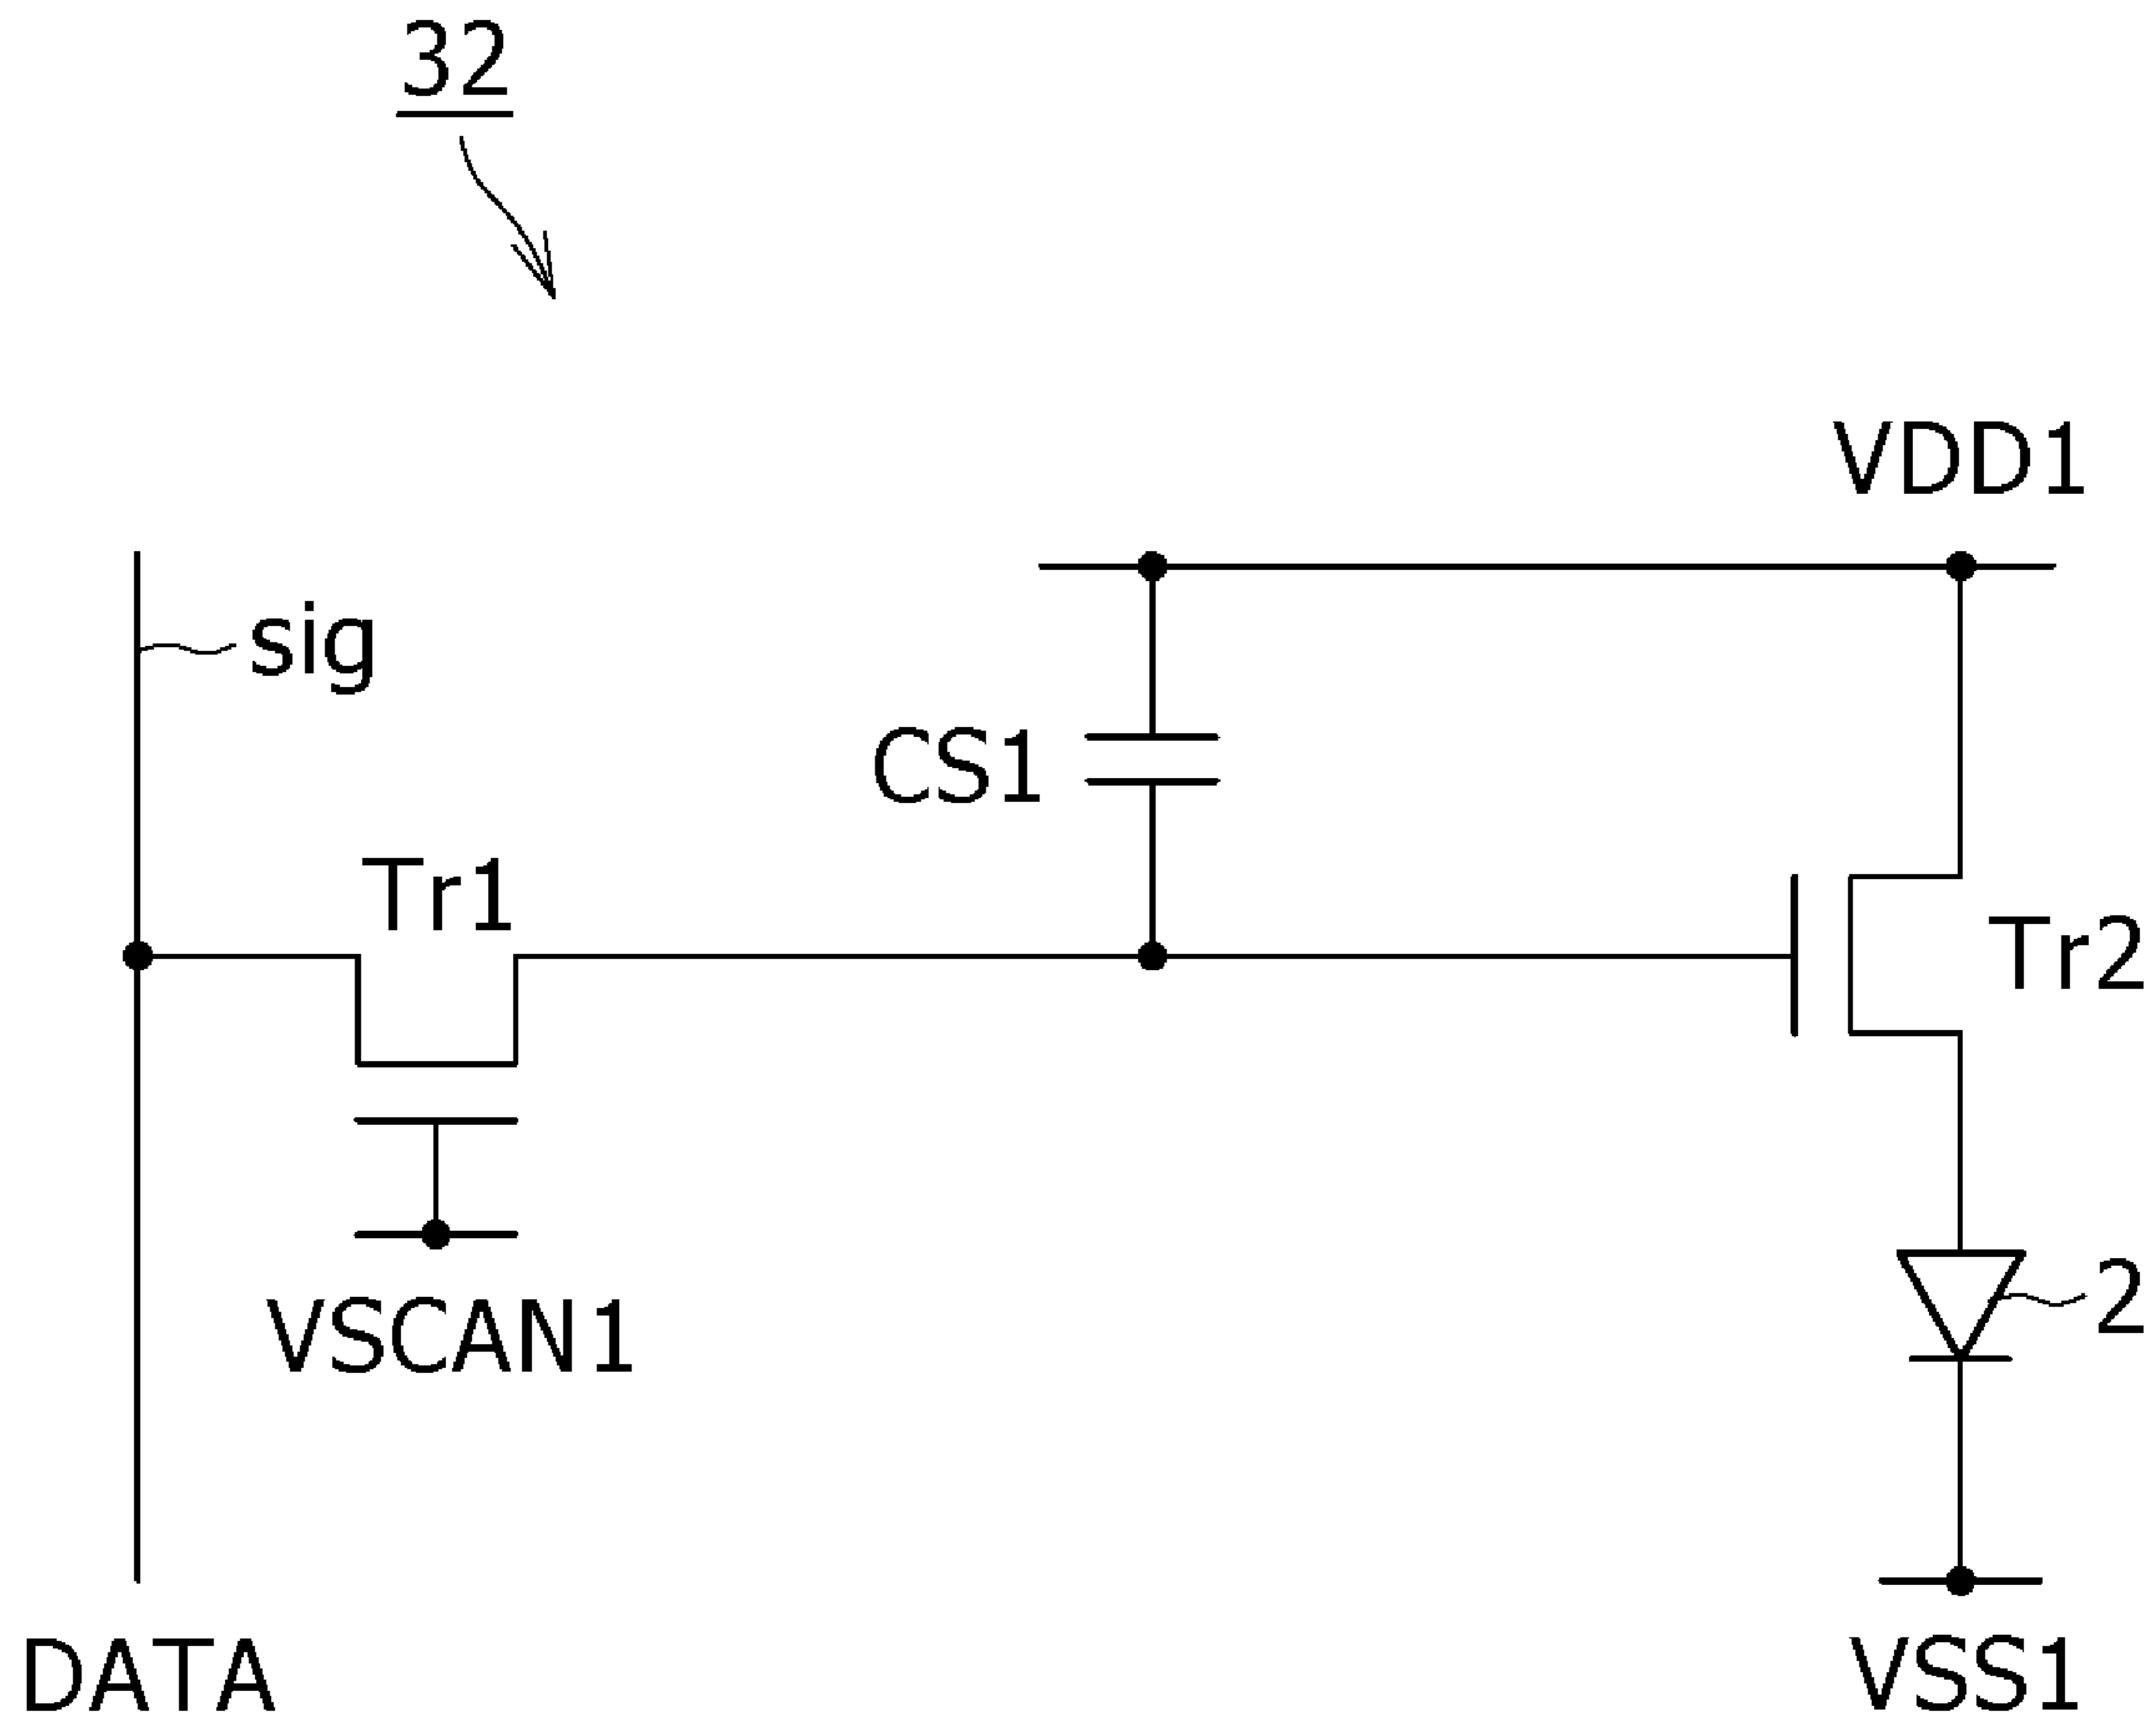 32
VDD1
sig
CS1
Tr1
Tr2
VSCAN1
2
DATA
VSS1